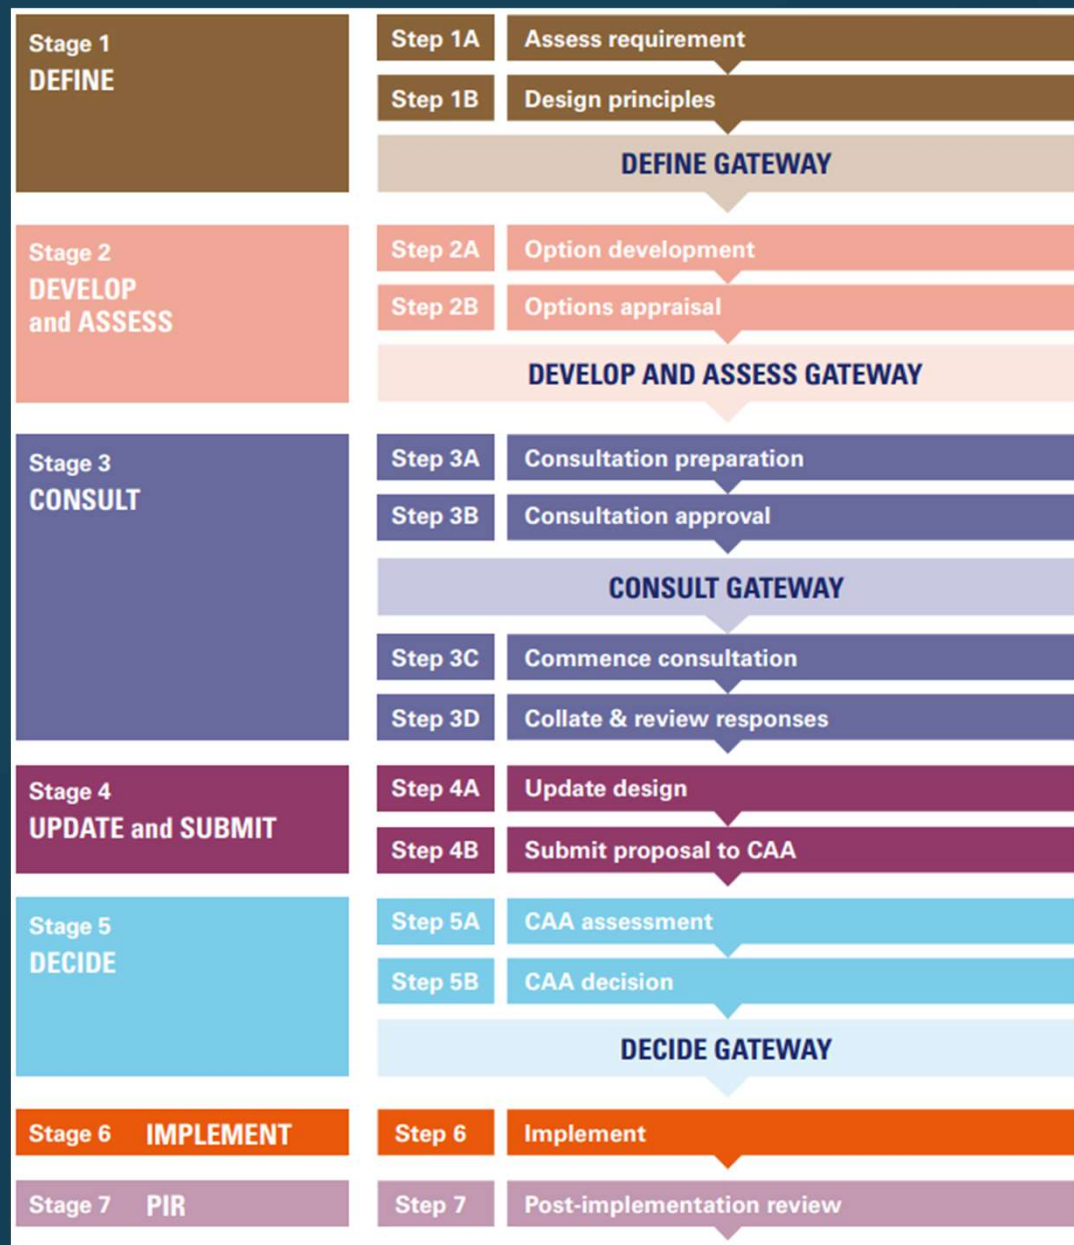 Stage 1
DEFINE
Step 1A
Assess requirement
Step 1B
Design principles
DEFINE GATEWAY
Stage 2
DEVELOP
and ASSESS
Step 2A
Option development
Step 2B
Options appraisal
DEVELOP AND ASSESS GATEWAY
Stage 3
CONSULT
Step 3A
Consultation preparation
Step 3B
Consultation approval
CONSULT GATEWAY
Step 3C
Commence consultation
Step 3D
Collate & review responses
Stage 4
UPDATE and SUBMIT
Step 4A
Update design
Step 4B
Submit proposal to CAA
Stage 5
DECIDE
Step 5A
CAA assessment
Step 5B
CAA decision
DECIDE GATEWAY
Stage 6 IMPLEMENT
Step 6
Implement
Stage 7 PIR
Step 7
Post-implementation review